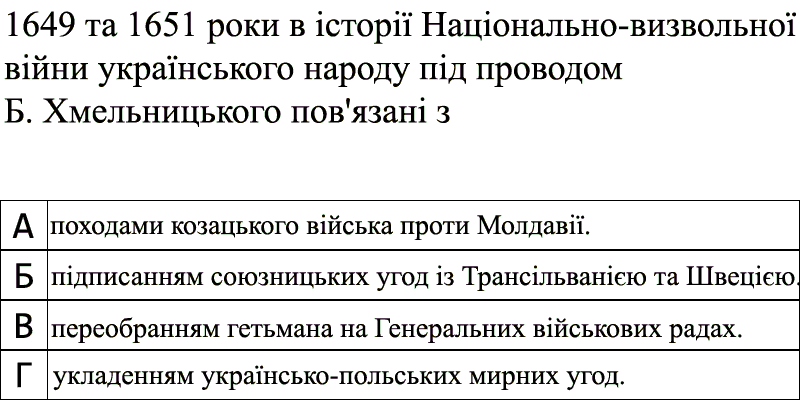 1649 та 1651 роки в історії Національно-визвольної
війни українського народу під проводом
Б. Хмельницького пов'язані з
А походами козацького війська проти Молдавії.
Б підписанням союзницьких угод із Трансільванією та Швецією.
В переобранням гетьмана на Генеральних військових радах.
Г укладенням українсько-польських мирних угод.